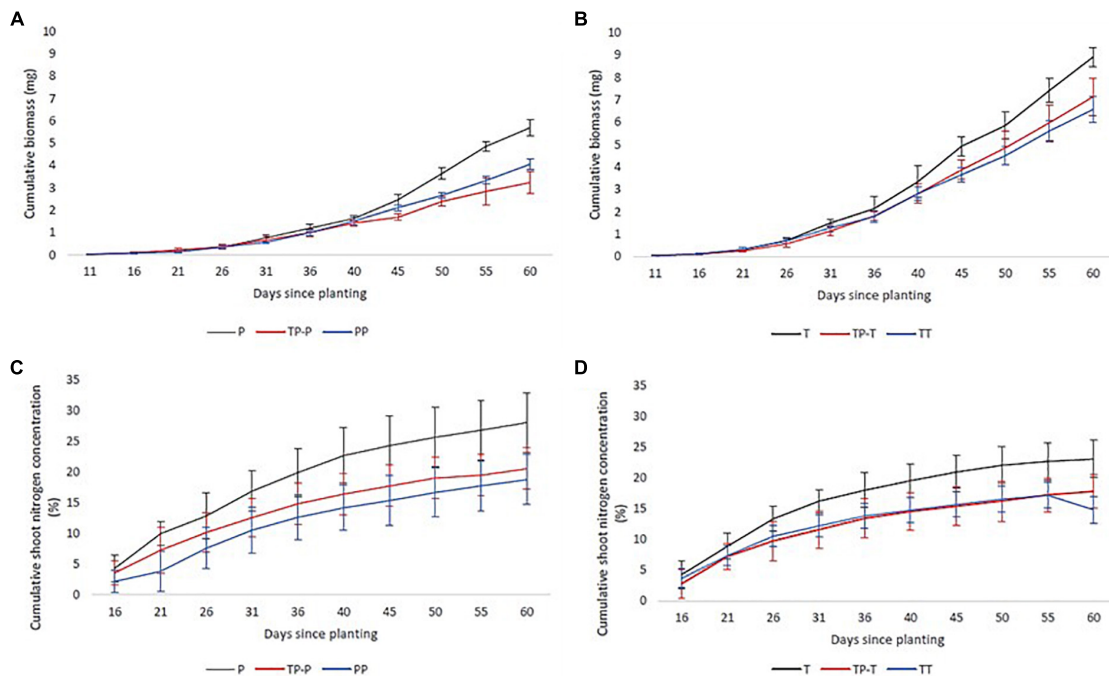 A
Cumulative biomass (mg)
10
9
8
7
6
5
4
3
2
1
0
11 16 21 26 31 36 40 45 50 55 60
Days since planting
P TP-P PP
B
Cumulative biomass (mg)
10
9
8
7
6
5
4
3
2
1
0
11 16 21 26 31 36 40 45 50 55 60
Days since planting
T TP-T TT
C
Cumulative shoot nitrogen concentration
(%)
35
30
25
20
15
10
5
0
16 21 26 31 36 40 45 50 55 60
Days since planting
P TP-P PP
D
Cumulative shoot nitrogen concentration
(%)
35
30
25
20
15
10
5
0
16 21 26 31 36 40 45 50 55 60
Days since planting
T TP-T TT